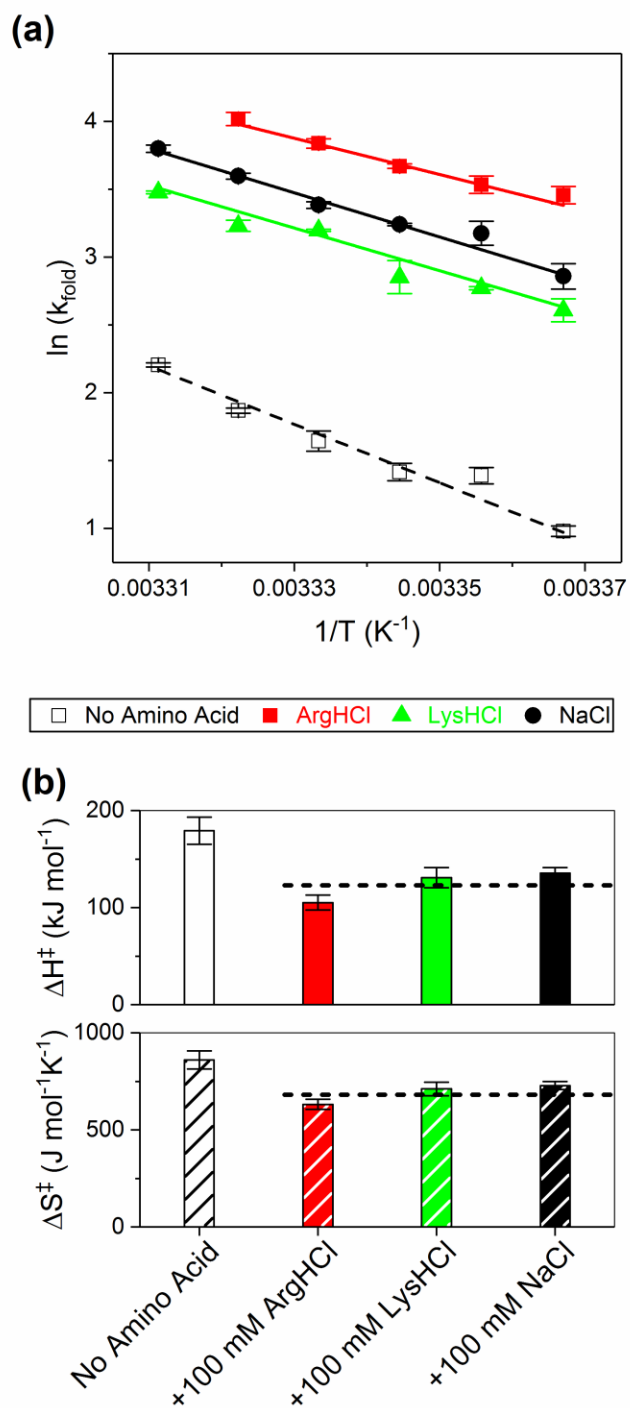 (a)
4
3
2
1
ln (k_fold)
0.00331 0.00333 0.00335 0.00337
1/T (K⁻¹)
No Amino Acid ArgHCl LysHCl NaCl
(b)
200
100
0
ΔH‡ (kJ mol⁻¹)
1000
500
0
ΔS‡ (J mol⁻¹K⁻¹)
No Amino Acid
+100 mM ArgHCl
+100 mM LysHCl
+100 mM NaCl